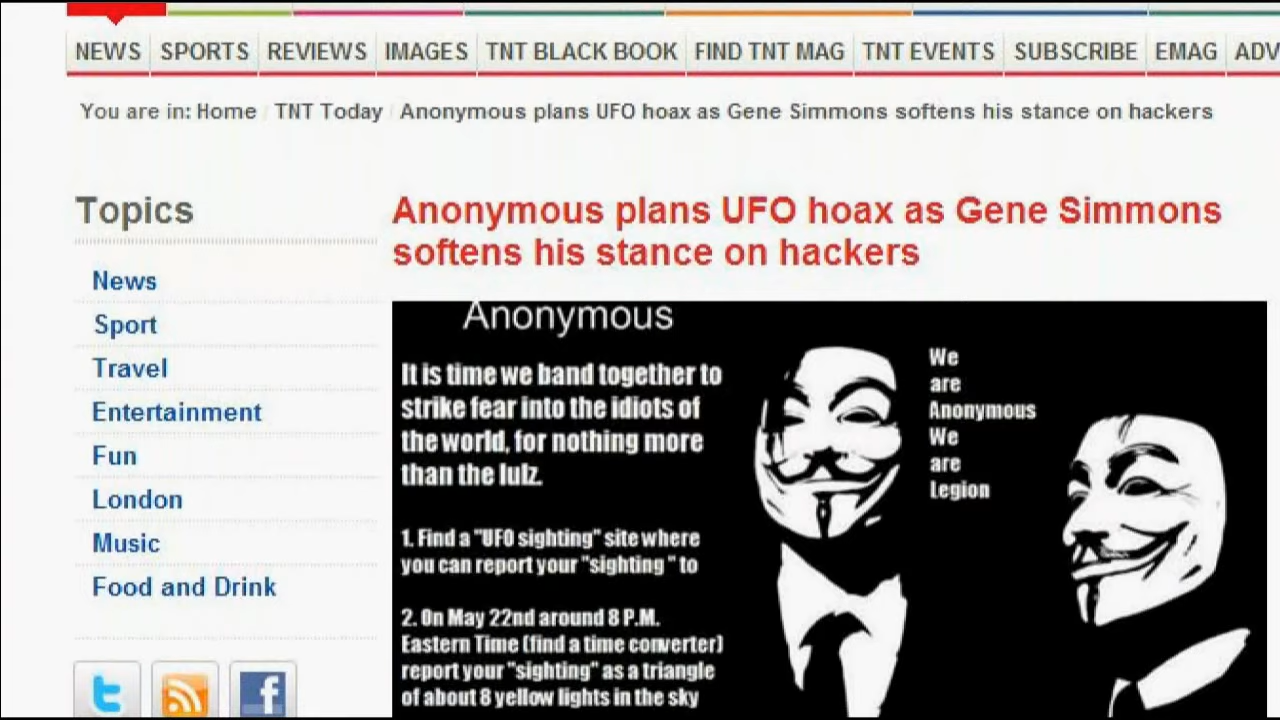 NEWS SPORTS REVIEWS IMAGES TNT BLACK BOOK FIND TNT MAG TNT EVENTS SUBSCRIBE EMAG ADV
You are in: Home / TNT Today / Anonymous plans UFO hoax as Gene Simmons softens his stance on hackers
Topics
News
Sport
Travel
Entertainment
Fun
London
Music
Food and Drink
Anonymous plans UFO hoax as Gene Simmons
softens his stance on hackers
Anonymous
It is time we band together to
strike fear into the idiots of
the world, for nothing more
than the lulz.
1. Find a "UFO sighting" site where
you can report your "sighting " to
2. On May 22nd around 8 P.M.
Eastern Time (find a time converter)
report your "sighting" as a triangle
of about 8 yellow lights in the sky
We
are
Anonymous
We
are
Legion